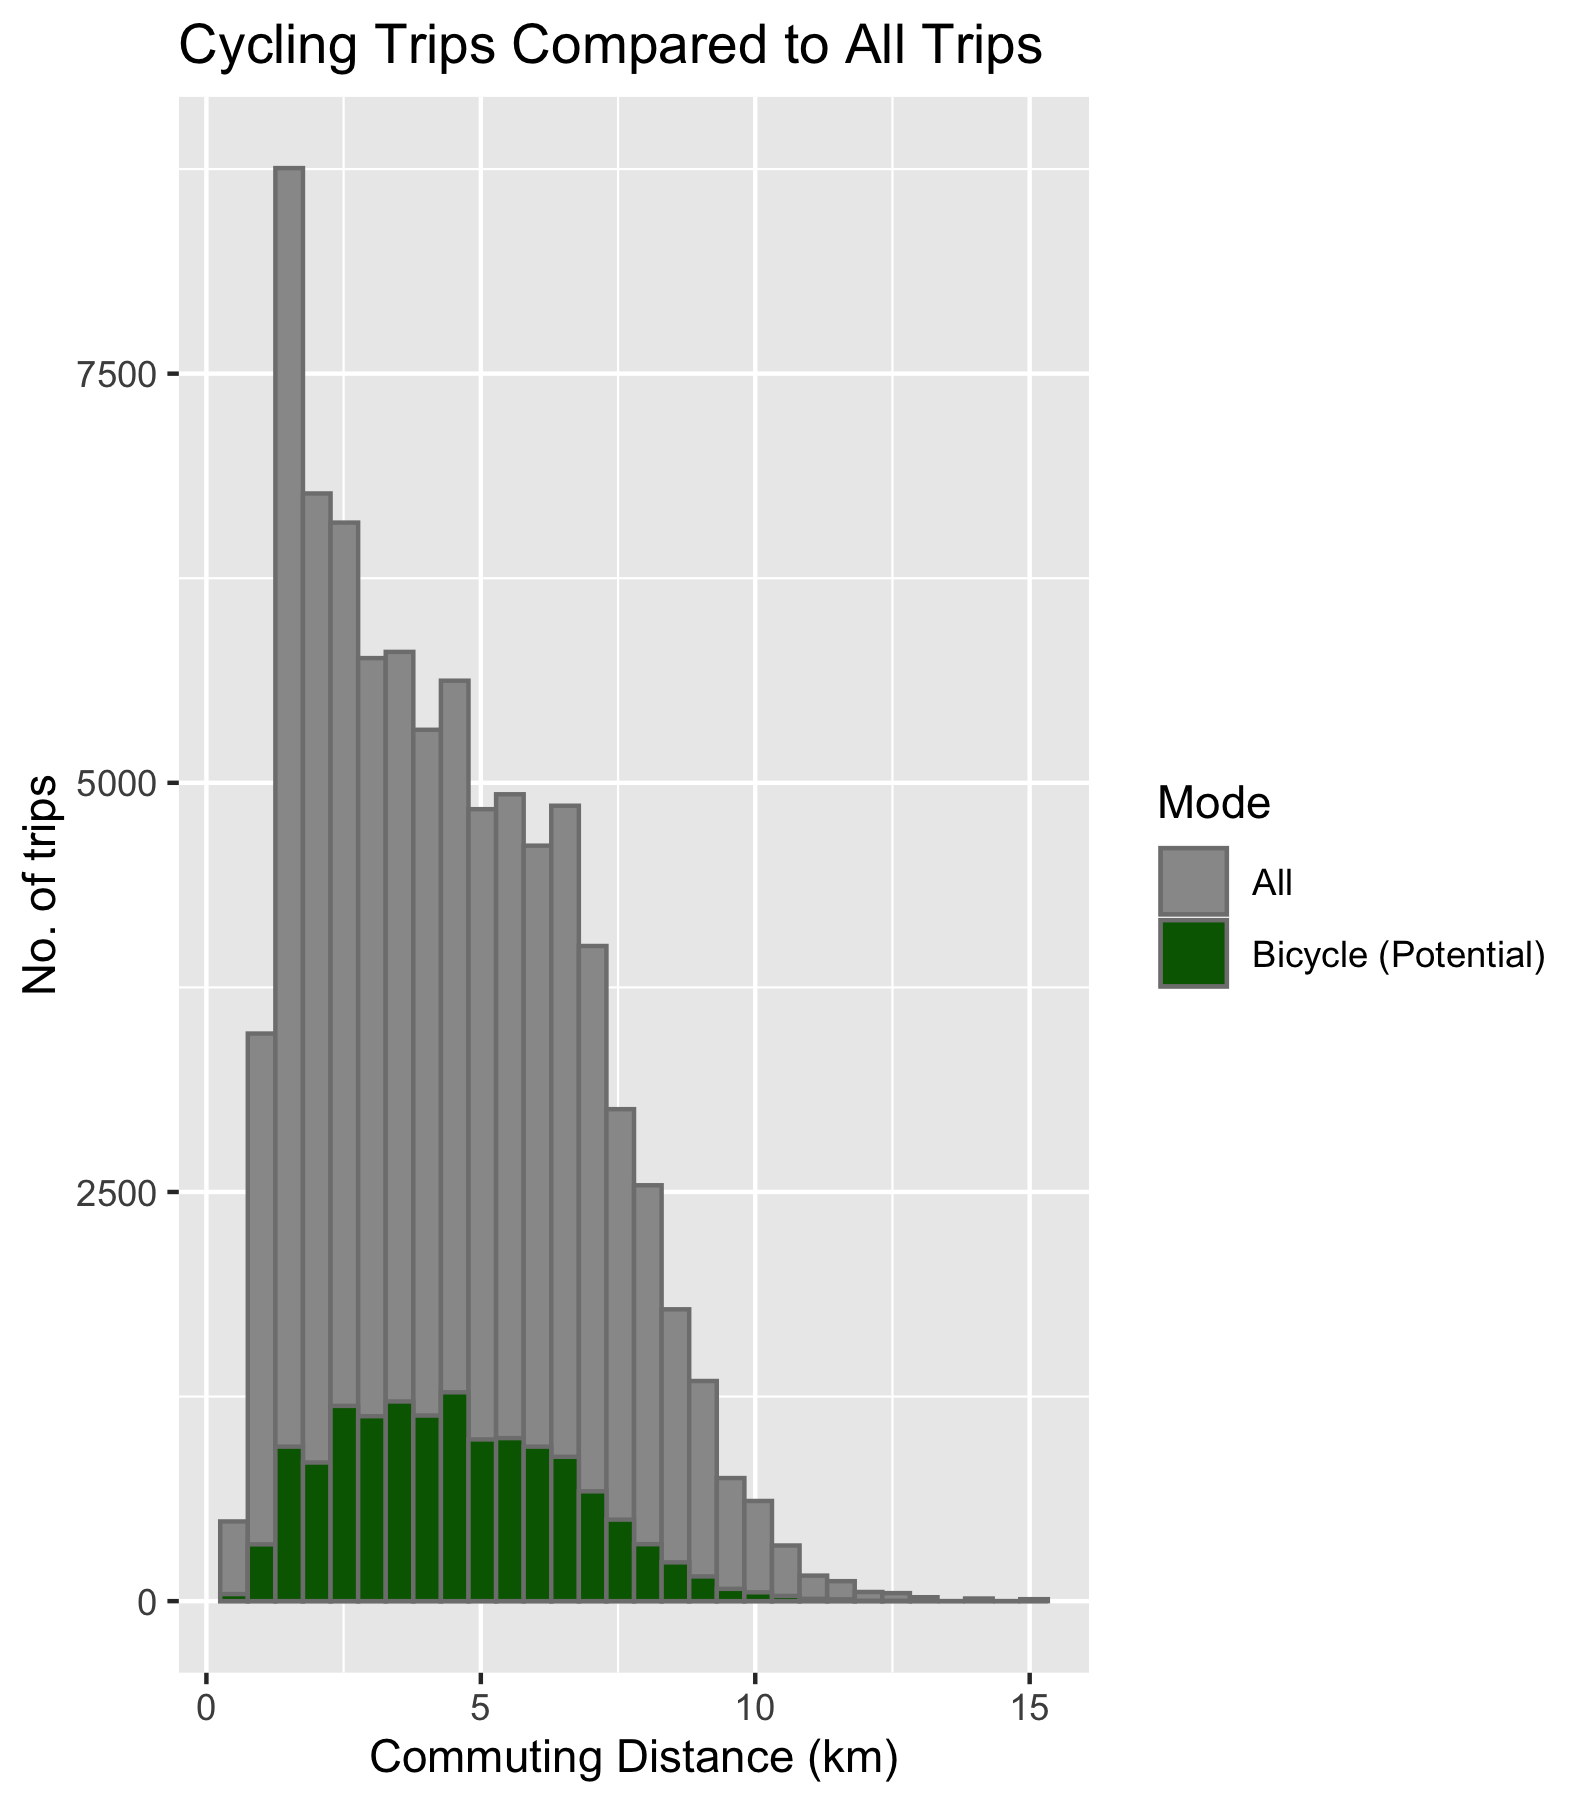 Cycling Trips Compared to All Trips
7500
5000
2500
0
No. of trips
0 5 10 15
Commuting Distance (km)
Mode
All
Bicycle (Potential)